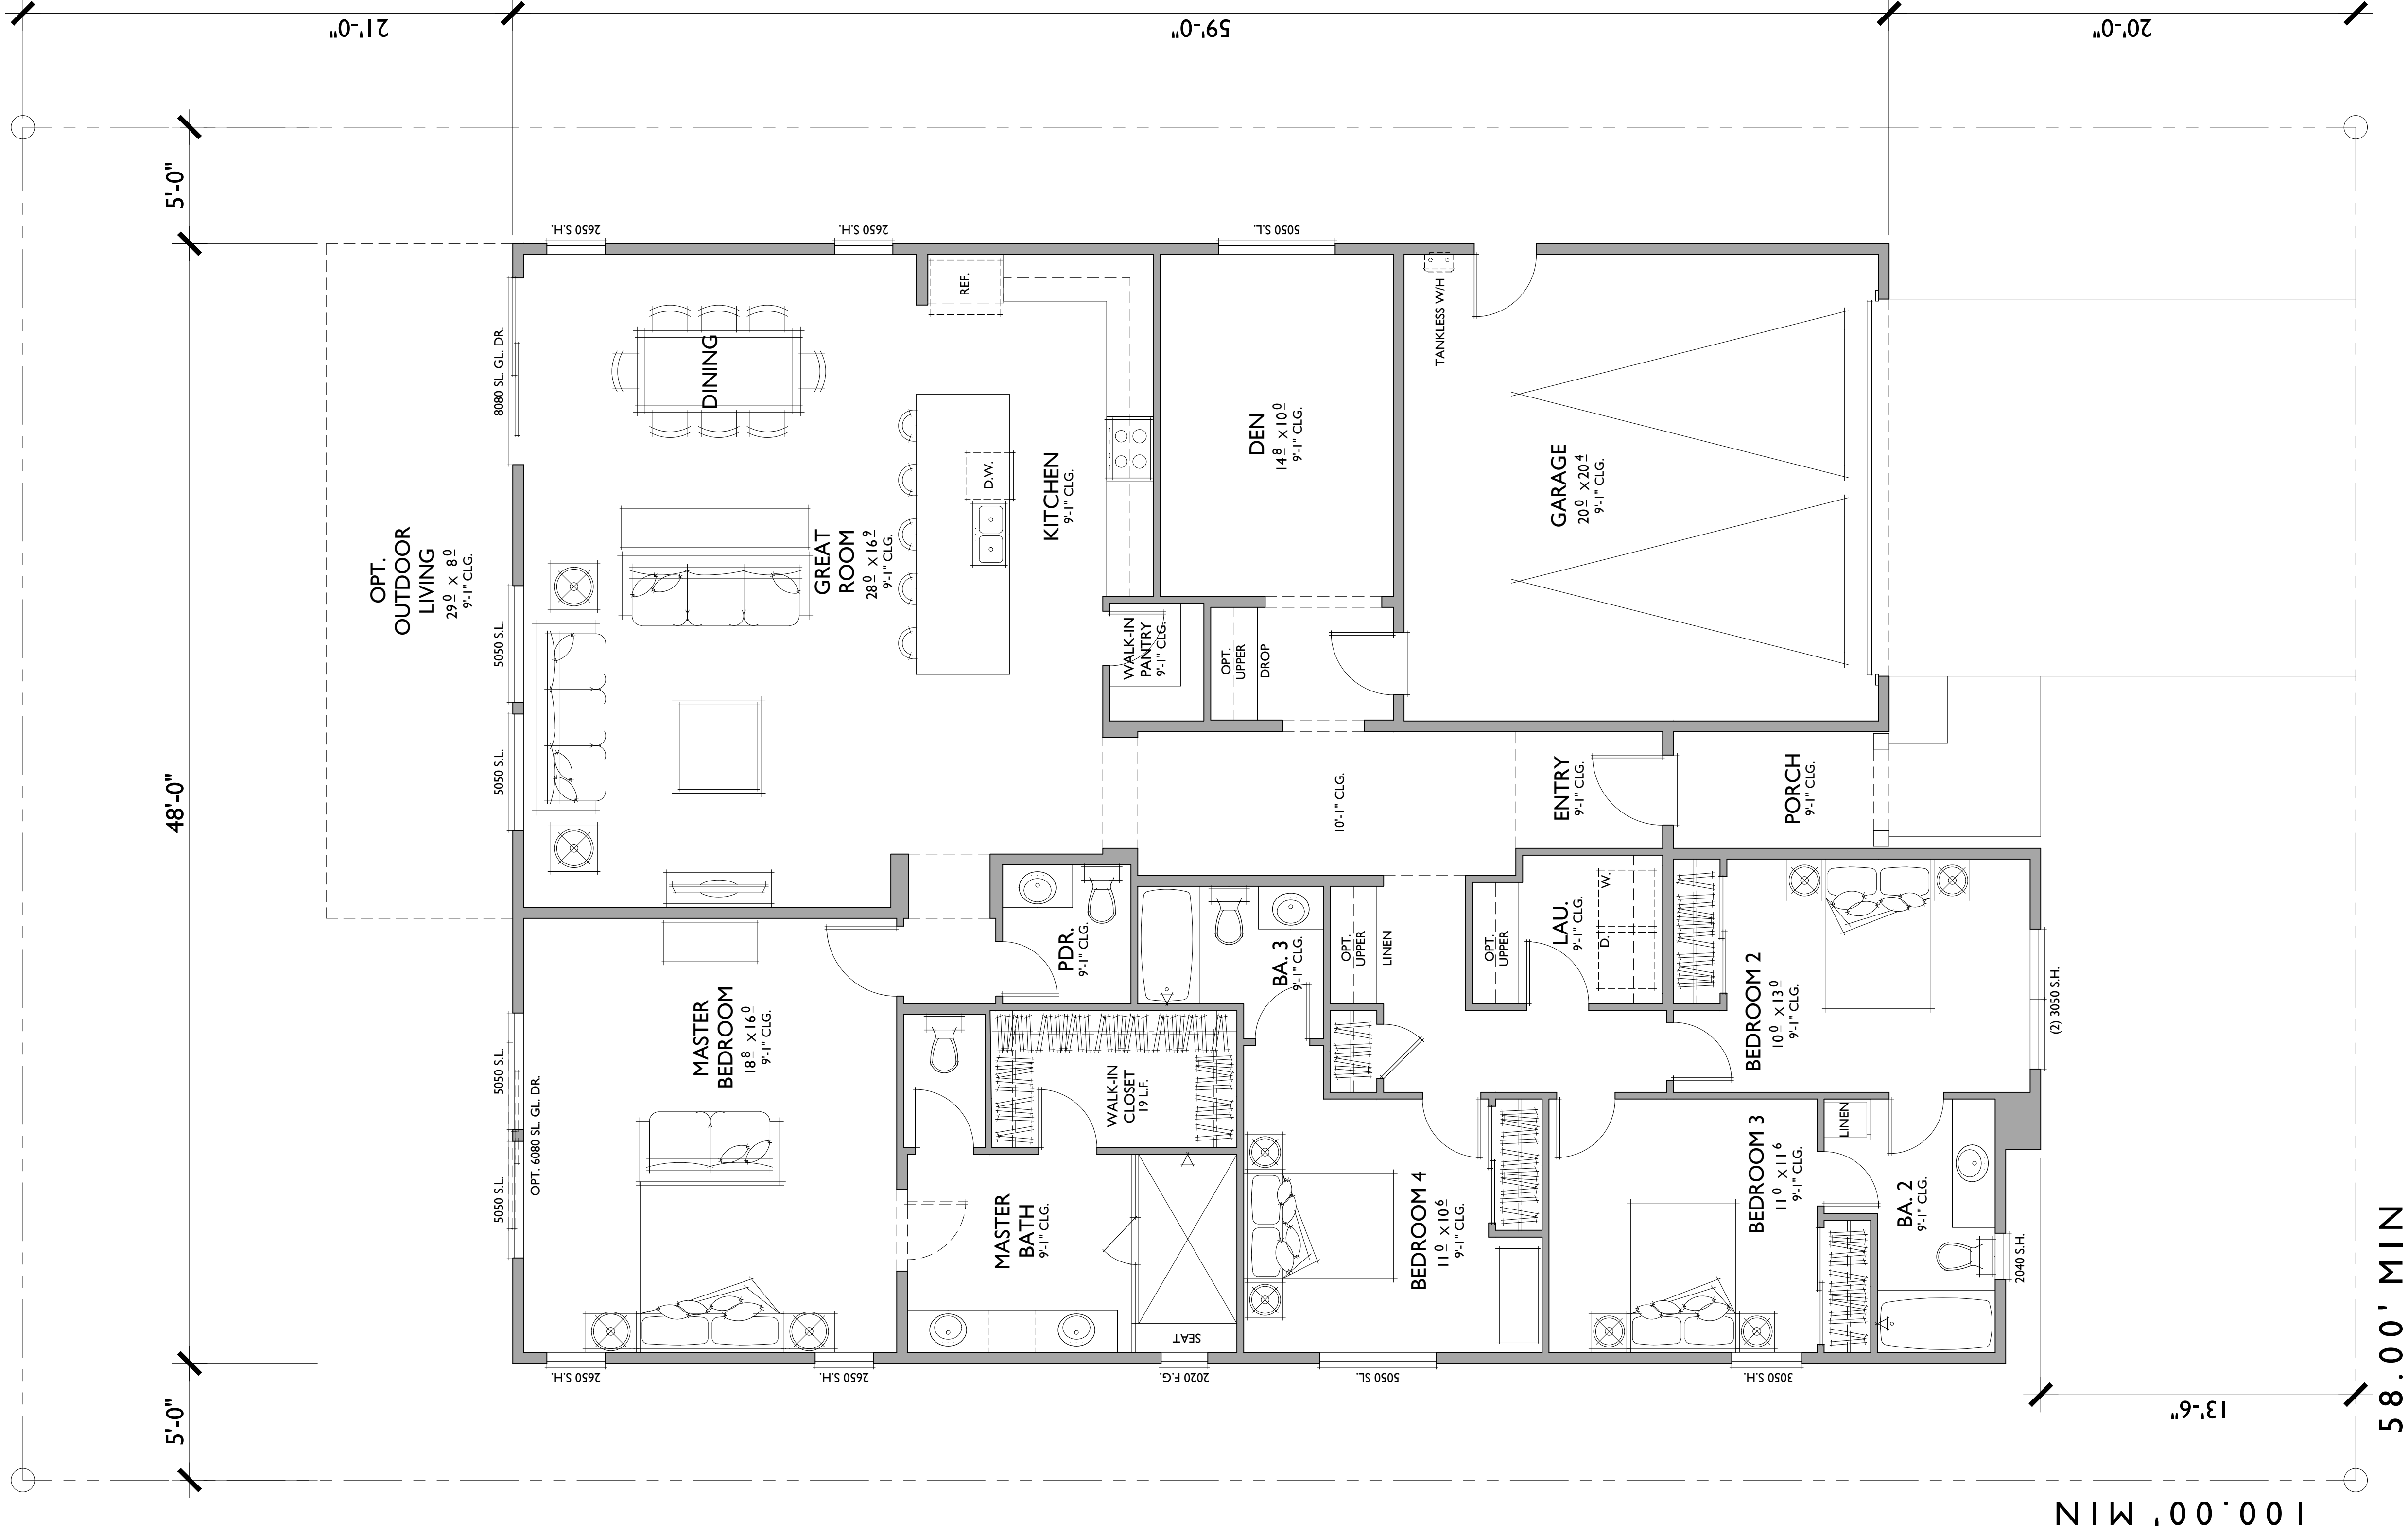 21'-0"
59'-0"
20'-0"
5'-0"
48'-0"
5'-0"
13'-6"
58.00' MIN
100.00' MIN
OPT.
OUTDOOR
LIVING
29⁰ X 8⁰
9'-1" CLG.
2650 S.H.
2650 S.H.
5050 S.L.
8080 SL. GL. DR.
5050 S.L.
5050 S.L.
5050 S.L.
5050 S.L.
OPT. 6080 SL. GL. DR.
DINING
GREAT
ROOM
28⁰ X 16⁹
9'-1" CLG.
REF.
D.W.
KITCHEN
9'-1" CLG.
WALK-IN
PANTRY
9'-1" CLG.
DEN
14⁸ X 10⁰
9'-1" CLG.
OPT.
UPPER
DROP
TANKLESS W/H
GARAGE
20⁰ X 20⁴
9'-1" CLG.
10'-1" CLG.
ENTRY
9'-1" CLG.
PORCH
9'-1" CLG.
MASTER
BEDROOM
18⁸ X 16⁰
9'-1" CLG.
PDR.
9'-1" CLG.
BA. 3
9'-1" CLG.
OPT.
UPPER
LINEN
OPT.
UPPER
LAU.
9'-1" CLG.
D.
W.
BEDROOM 2
10⁰ X 13⁰
9'-1" CLG.
(2) 3050 S.H.
WALK-IN
CLOSET
19 L.F.
MASTER
BATH
9'-1" CLG.
SEAT
BEDROOM 4
11⁰ X 10⁶
9'-1" CLG.
BEDROOM 3
11⁰ X 11⁶
9'-1" CLG.
LINEN
BA. 2
9'-1" CLG.
2040 S.H.
2650 S.H.
2650 S.H.
2020 F.G.
5050 SL.
3050 S.H.